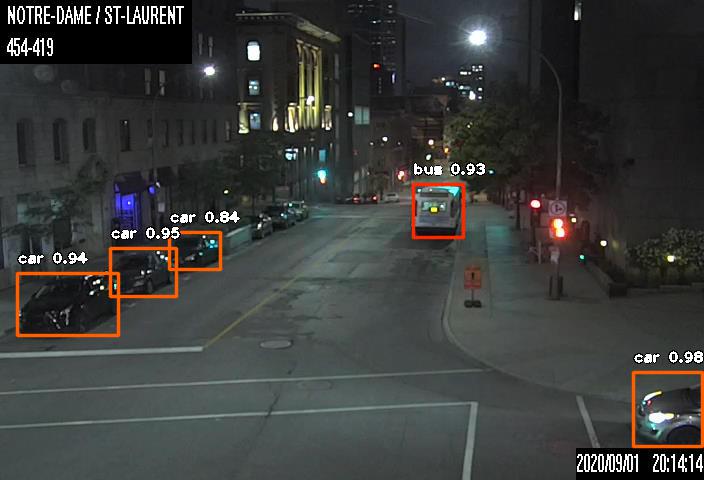 NOTRE-DAME / ST-LAURENT
454-419
bus 0.93
car 0.84
car 0.95
car 0.94
car 0.98
2020/09/01 20:14:14